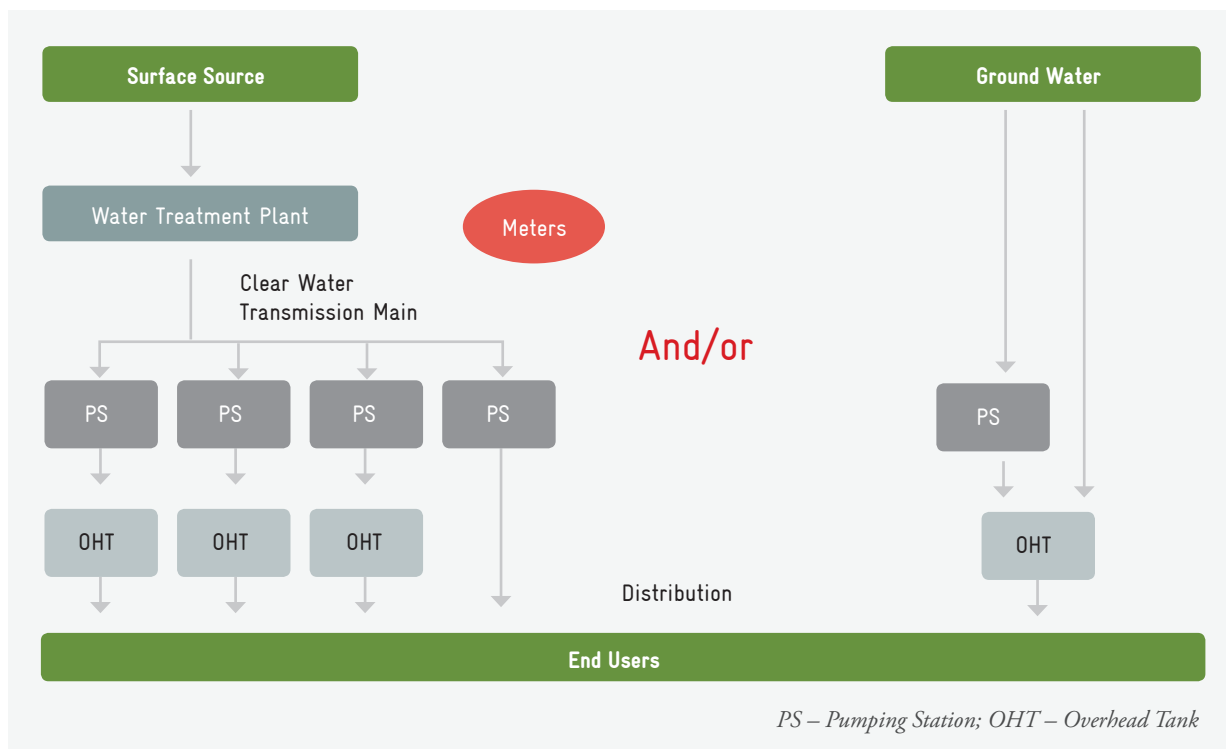 Surface Source
Ground Water
Water Treatment Plant
Meters
Clear Water
Transmission Main
And/or
PS
PS
PS
PS
PS
OHT
OHT
OHT
OHT
Distribution
End Users
PS – Pumping Station; OHT – Overhead Tank